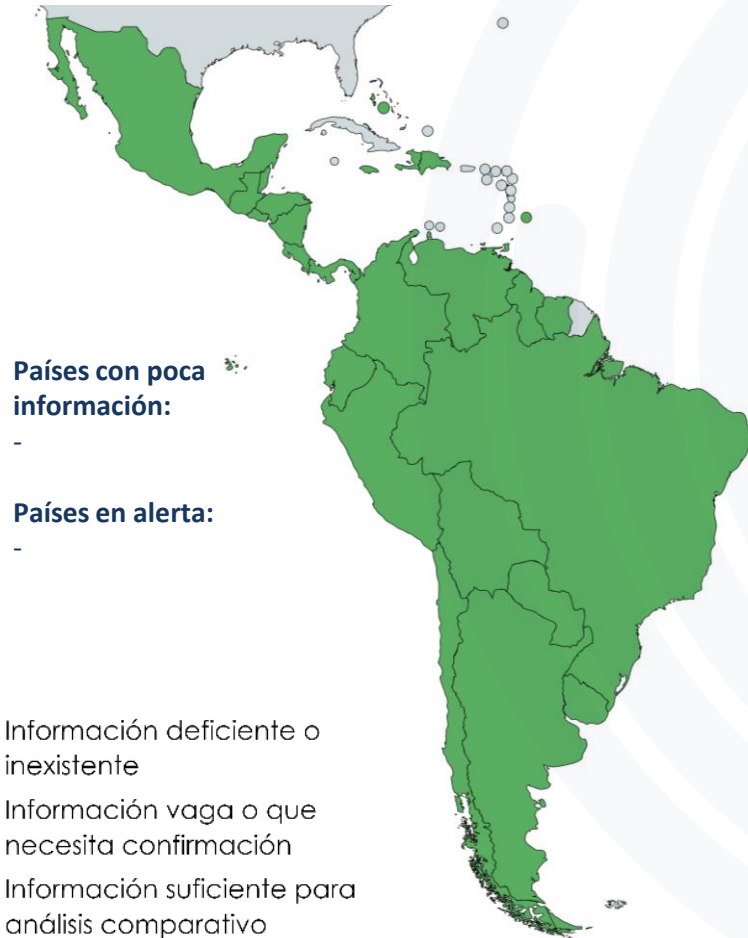 Países con poca
información:
-
Países en alerta:
-
Información deficiente o
inexistente
Información vaga o que
necesita confirmación
Información suficiente para
análisis comparativo